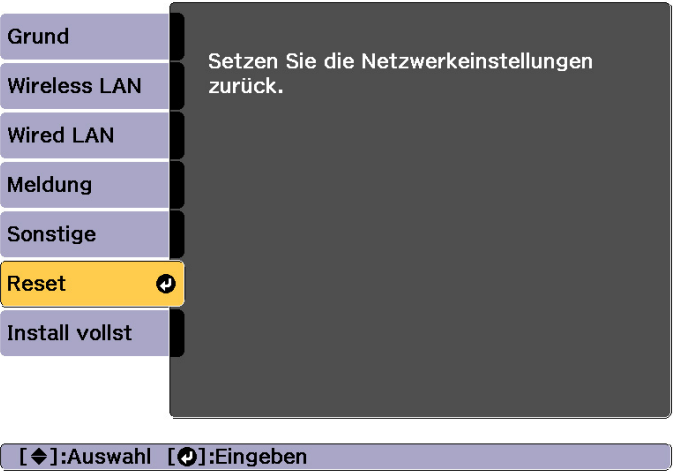 Grund
Wireless LAN
Wired LAN
Meldung
Sonstige
Reset
Install vollst
Setzen Sie die Netzwerkeinstellungen
zurück.
[◆]:Auswahl [⏎]:Eingeben